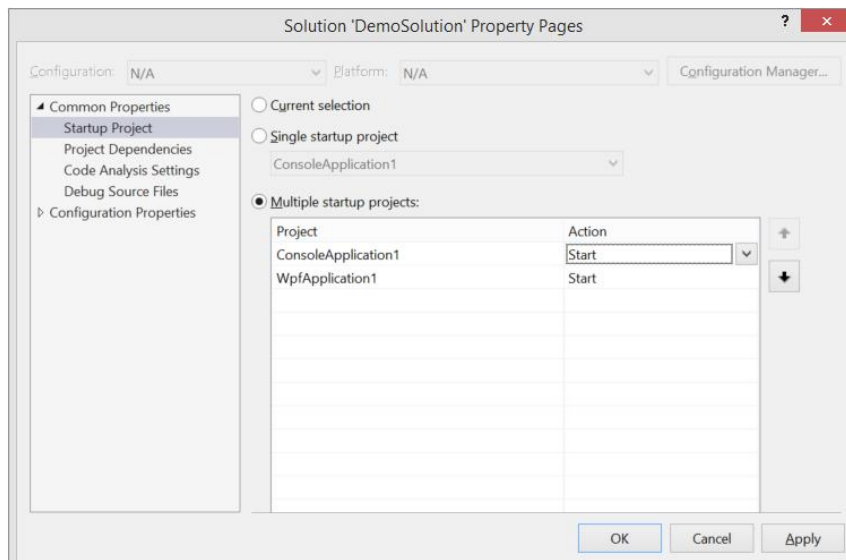 Solution 'DemoSolution' Property Pages
?
Configuration: N/A Platform: N/A Configuration Manager...
Common Properties
Startup Project
Project Dependencies
Code Analysis Settings
Debug Source Files
Configuration Properties
Current selection
Single startup project
ConsoleApplication1
Multiple startup projects:
Project Action
ConsoleApplication1 Start
WpfApplication1 Start
OK Cancel Apply